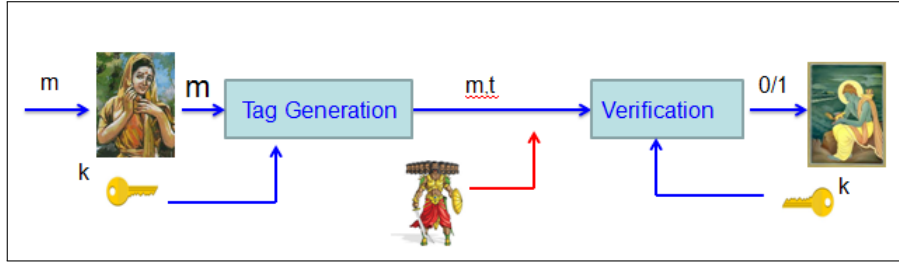 m
m
Tag Generation
m,t
Verification
0/1
k
k